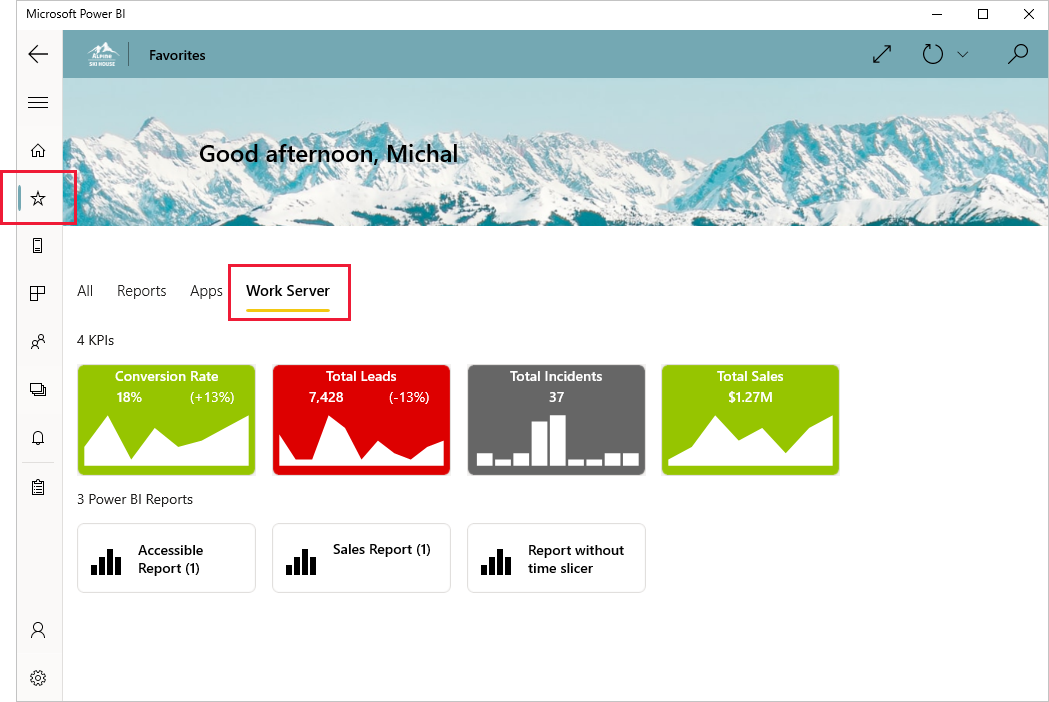 Microsoft Power BI
ALPINE
SKI HOUSE
Favorites
Good afternoon, Michal
All Reports Apps Work Server
4 KPIs
Conversion Rate
18% (+13%)
Total Leads
7,428 (-13%)
Total Incidents
37
Total Sales
$1.27M
3 Power BI Reports
Accessible
Report (1)
Sales Report (1)
Report without
time slicer